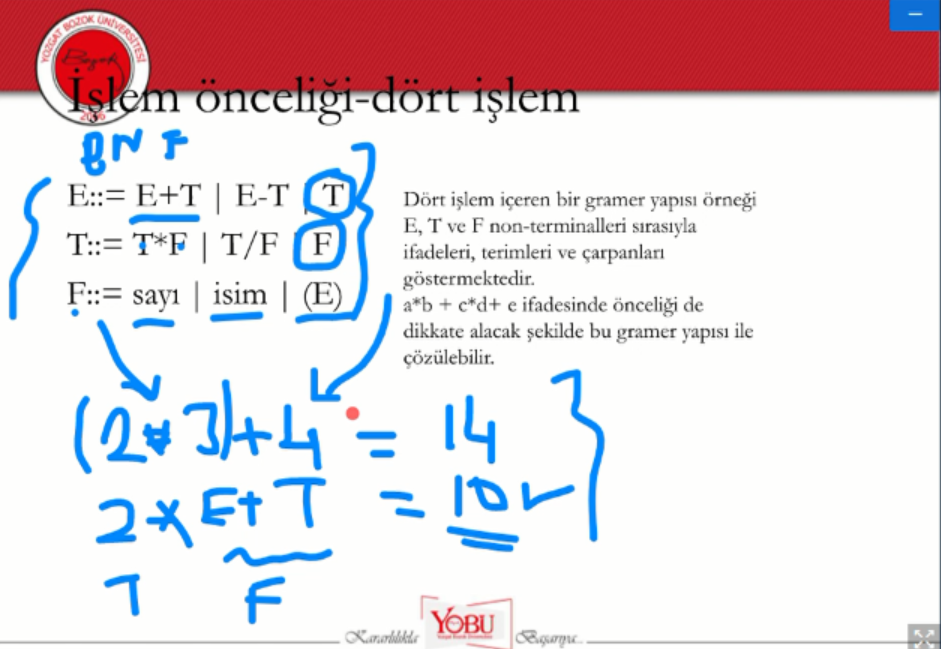 YOZGAT BOZOK ÜNİVERSİTESİ
Bozok
2006
İşlem önceliği-dört işlem
BNF
E::= E+T | E-T | T
T::= T*F | T/F | F
F::= sayı | isim | (E)
Dört işlem içeren bir gramer yapısı örneği
E, T ve F non-terminalleri sırasıyla
ifadeleri, terimleri ve çarpanları
göstermektedir.
a*b + c*d+ e ifadesinde önceliği de
dikkate alacak şekilde bu gramer yapısı ile
çözülebilir.
(2*3)+4 = 14
2*E+T = 10
T F
Kararlılıkla
YOBU
Başarıya...